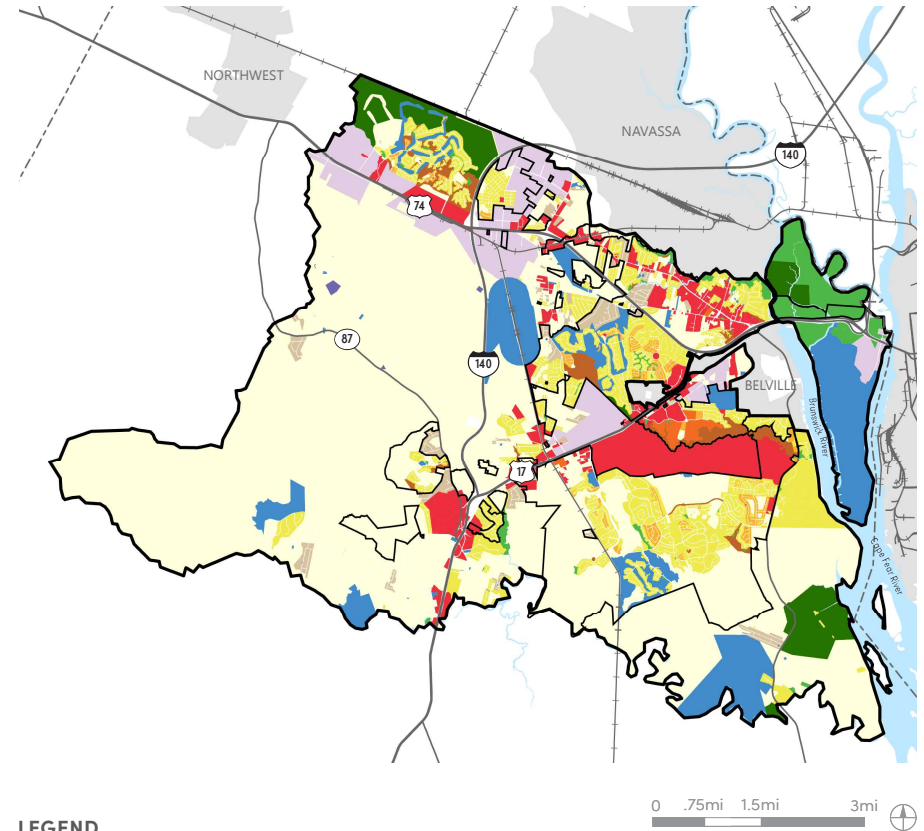 NORTHWEST
NAVASSA
140
74
87
140
BELVILLE
Brunswick River
17
Cape Fear River
0 .75mi 1.5mi 3mi
LEGEND